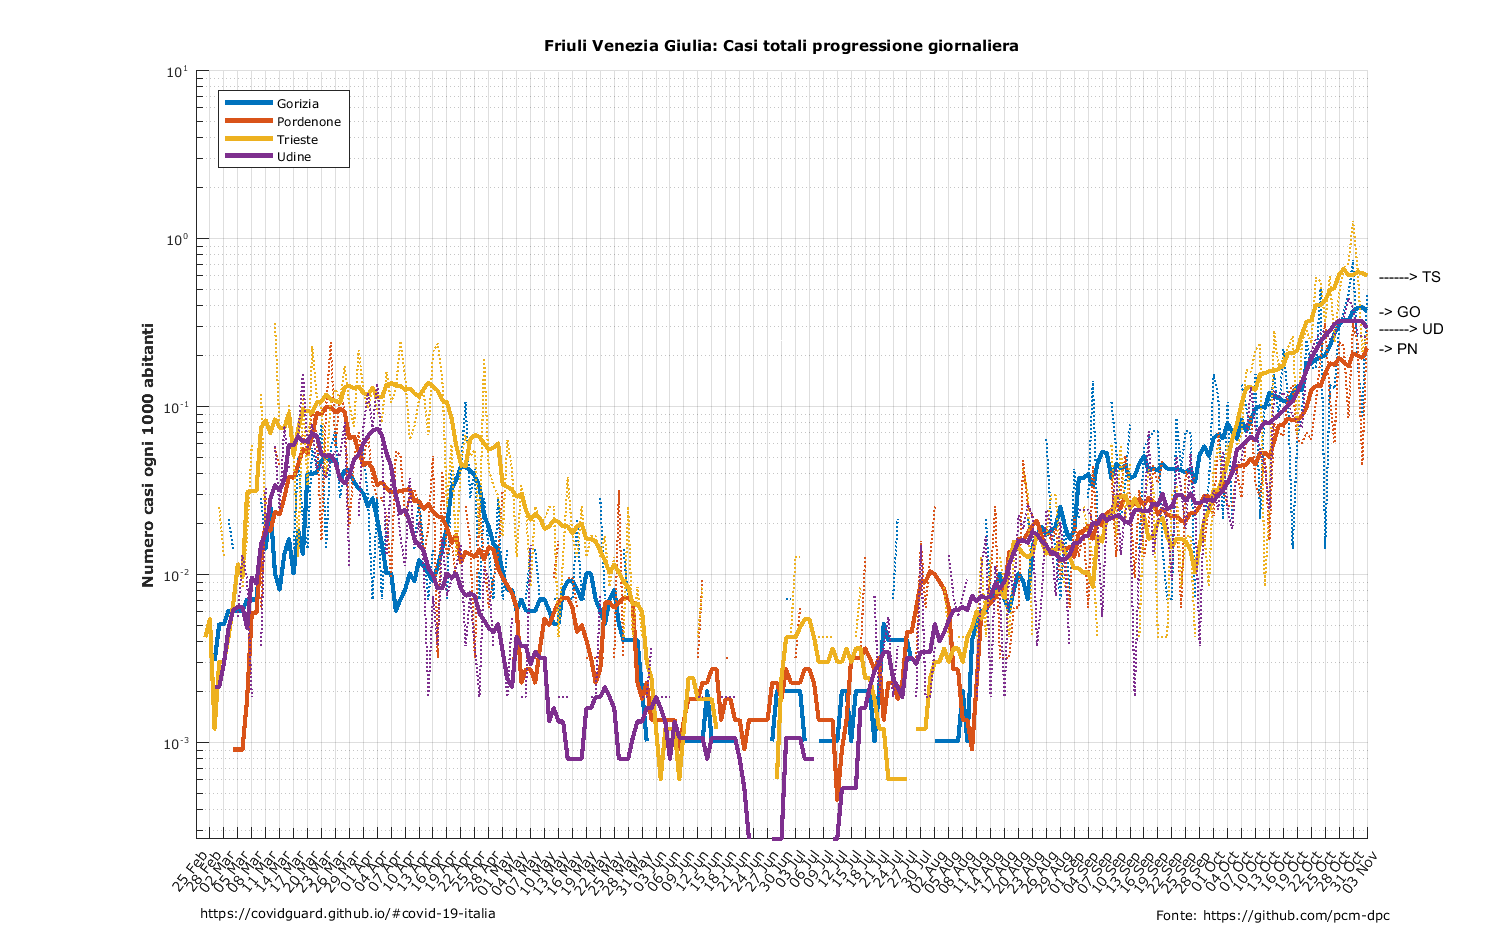 Friuli Venezia Giulia: Casi totali progressione giornaliera
10^1
10^0
10^-1
10^-2
10^-3
Numero casi ogni 1000 abitanti
Gorizia
Pordenone
Trieste
Udine
------> TS
-> GO
------> UD
-> PN
25 Feb
28 Feb
02 Mar
05 Mar
08 Mar
11 Mar
14 Mar
17 Mar
20 Mar
23 Mar
26 Mar
29 Mar
01 Apr
04 Apr
07 Apr
10 Apr
13 Apr
16 Apr
19 Apr
22 Apr
25 Apr
28 Apr
01 May
04 May
07 May
10 May
13 May
16 May
19 May
22 May
25 May
28 May
31 May
03 Jun
06 Jun
09 Jun
12 Jun
15 Jun
18 Jun
21 Jun
24 Jun
27 Jun
30 Jun
03 Jul
06 Jul
09 Jul
12 Jul
15 Jul
18 Jul
21 Jul
24 Jul
27 Jul
30 Jul
02 Aug
05 Aug
08 Aug
11 Aug
14 Aug
17 Aug
20 Aug
23 Aug
26 Aug
29 Aug
01 Sep
04 Sep
07 Sep
10 Sep
13 Sep
16 Sep
19 Sep
22 Sep
25 Sep
28 Sep
01 Oct
04 Oct
07 Oct
10 Oct
13 Oct
16 Oct
19 Oct
22 Oct
25 Oct
28 Oct
31 Oct
03 Nov
https://covidguard.github.io/#covid-19-italia
Fonte: https://github.com/pcm-dpc